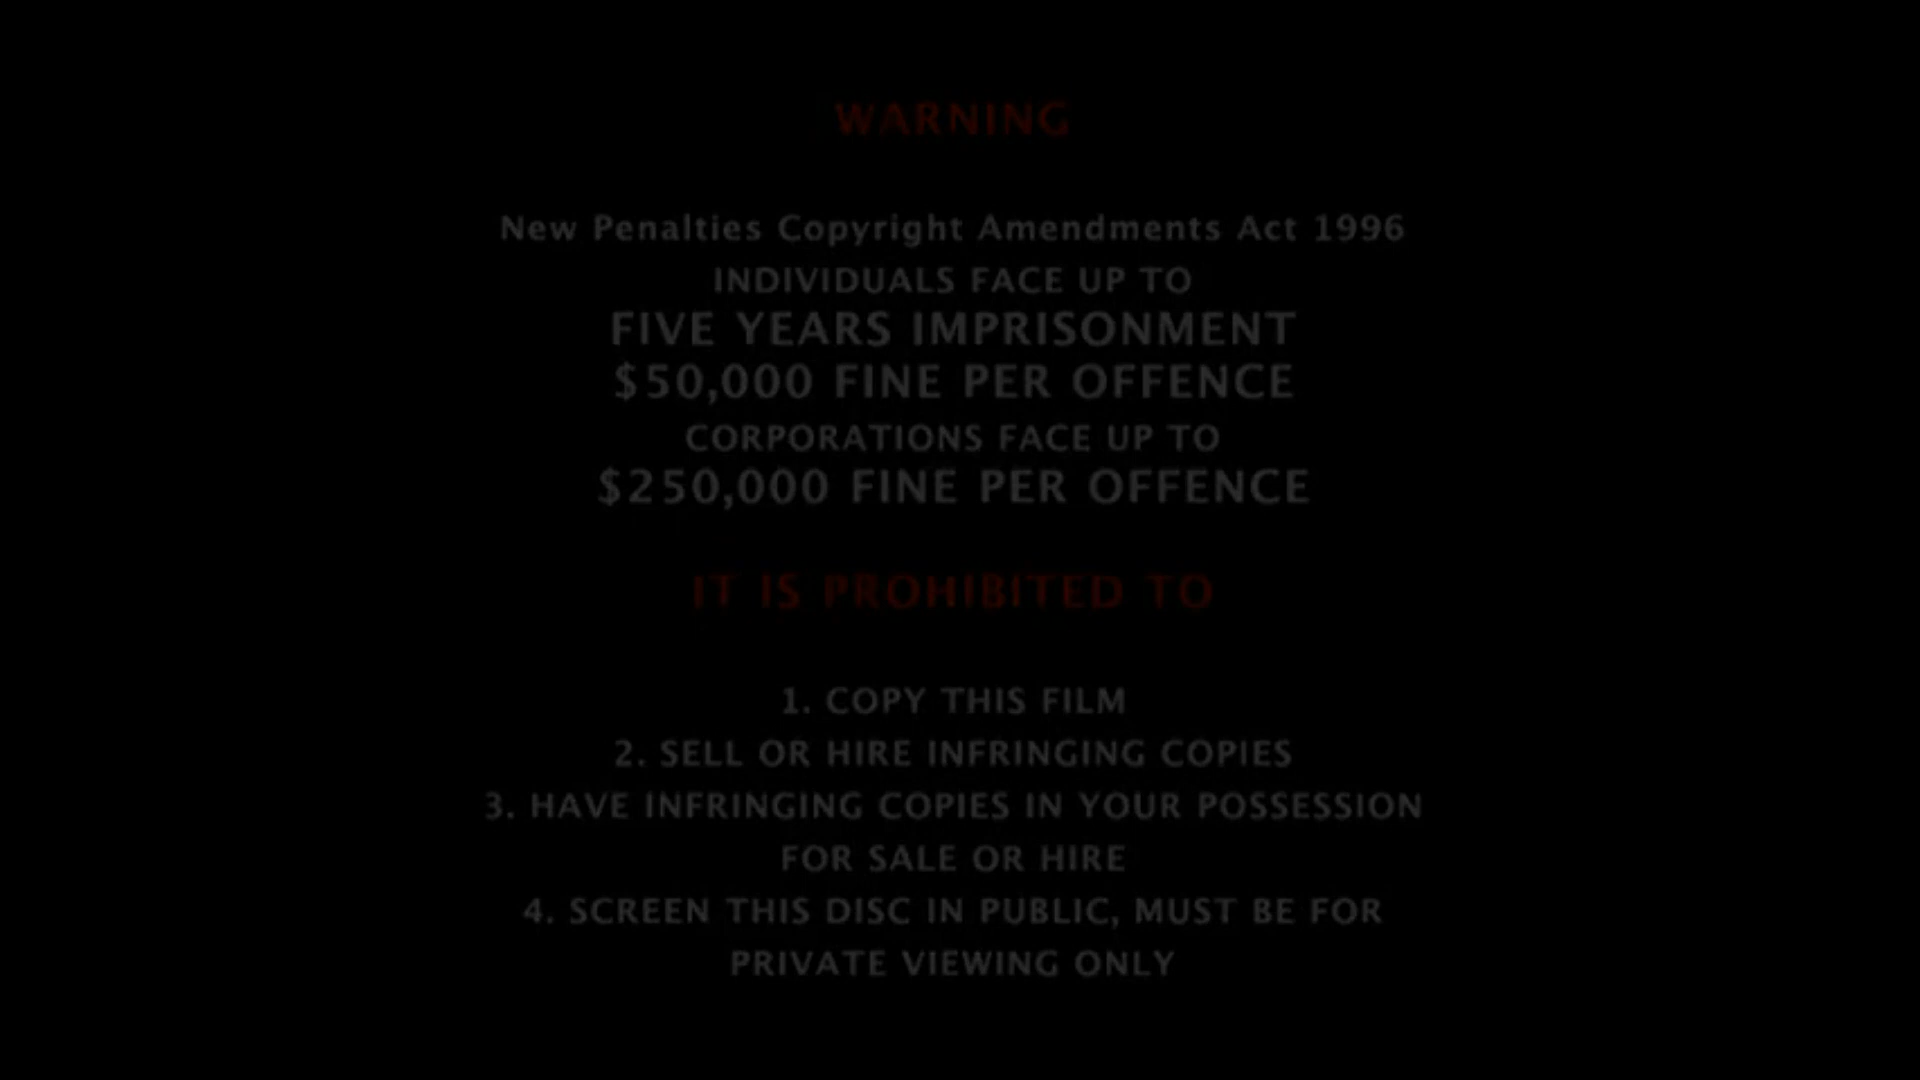 WARNING
New Penalties Copyright Amendments Act 1996
INDIVIDUALS FACE UP TO
FIVE YEARS IMPRISONMENT
$50,000 FINE PER OFFENCE
CORPORATIONS FACE UP TO
$250,000 FINE PER OFFENCE
IT IS PROHIBITED TO
1. COPY THIS FILM
2. SELL OR HIRE INFRINGING COPIES
3. HAVE INFRINGING COPIES IN YOUR POSSESSION
FOR SALE OR HIRE
4. SCREEN THIS DISC IN PUBLIC, MUST BE FOR
PRIVATE VIEWING ONLY